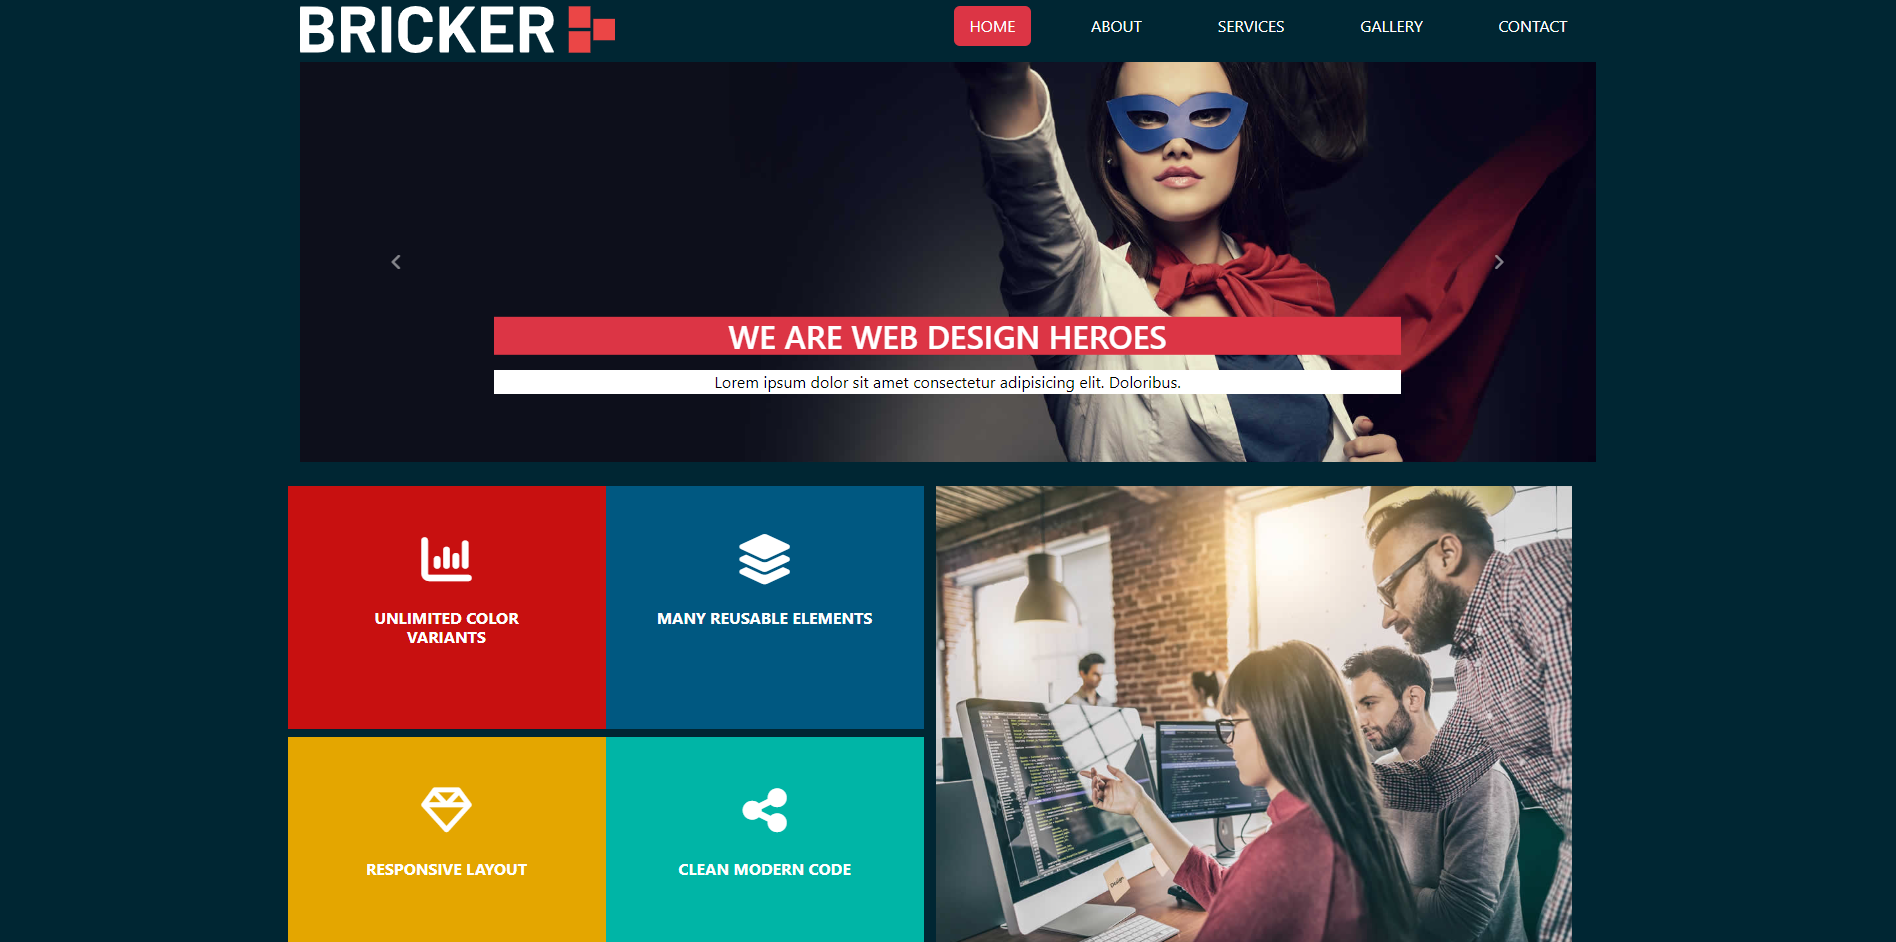 BRICKER
HOME ABOUT SERVICES GALLERY CONTACT
WE ARE WEB DESIGN HEROES
Lorem ipsum dolor sit amet consectetur adipisicing elit. Doloribus.
UNLIMITED COLOR
VARIANTS
MANY REUSABLE ELEMENTS
RESPONSIVE LAYOUT
CLEAN MODERN CODE
Design